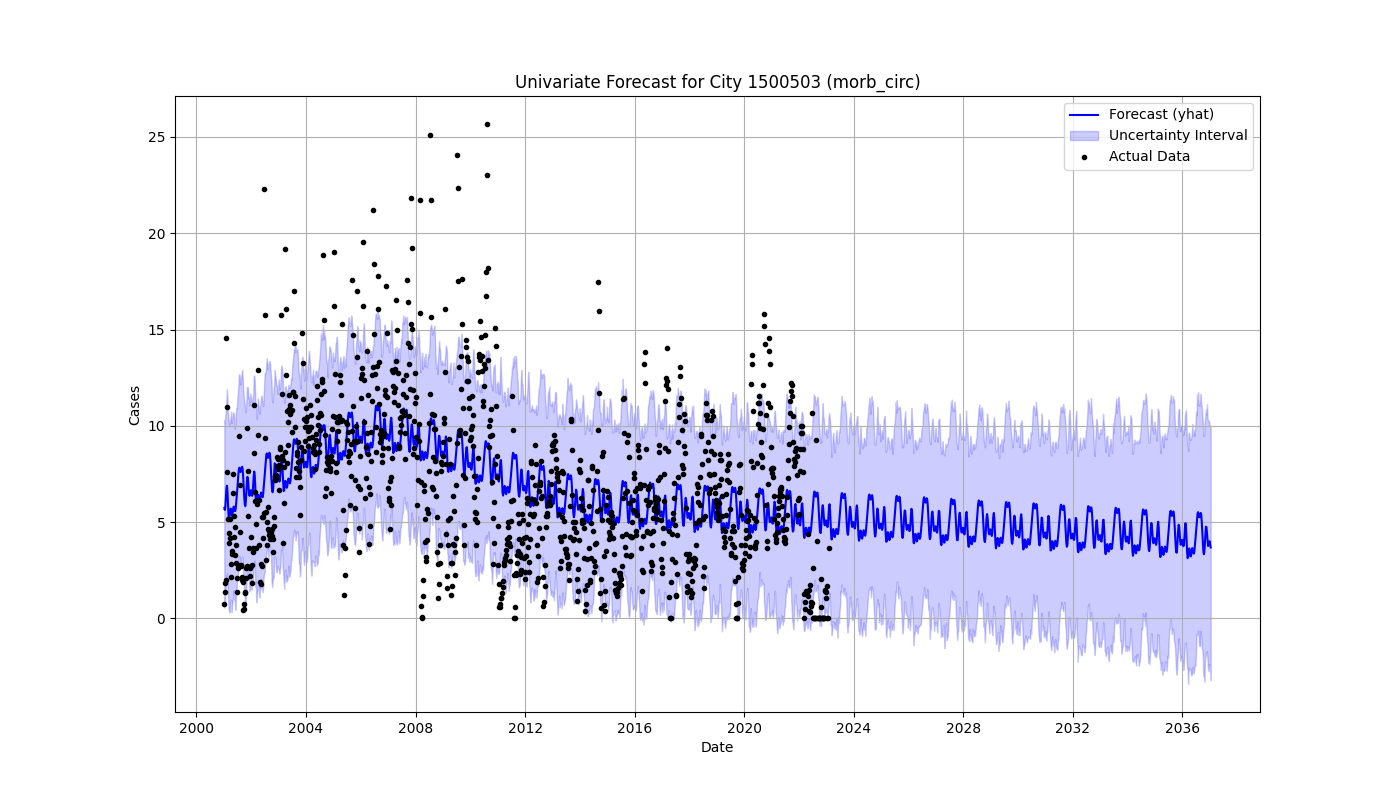 Univariate Forecast for City 1500503 (morb_circ)
Forecast (yhat)
Uncertainty Interval
Actual Data
Cases
25
20
15
10
5
0
2000 2004 2008 2012 2016 2020 2024 2028 2032 2036
Date